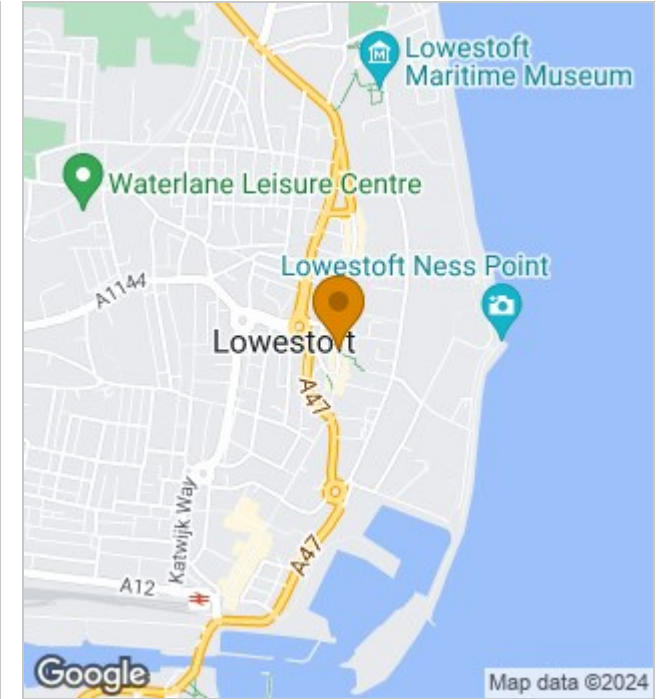 Lowestoft
Maritime Museum
Waterlane Leisure Centre
Lowestoft Ness Point
A1144
Lowestoft
A47
Katwijk Way
A47
A12
Google
Map data ©2024